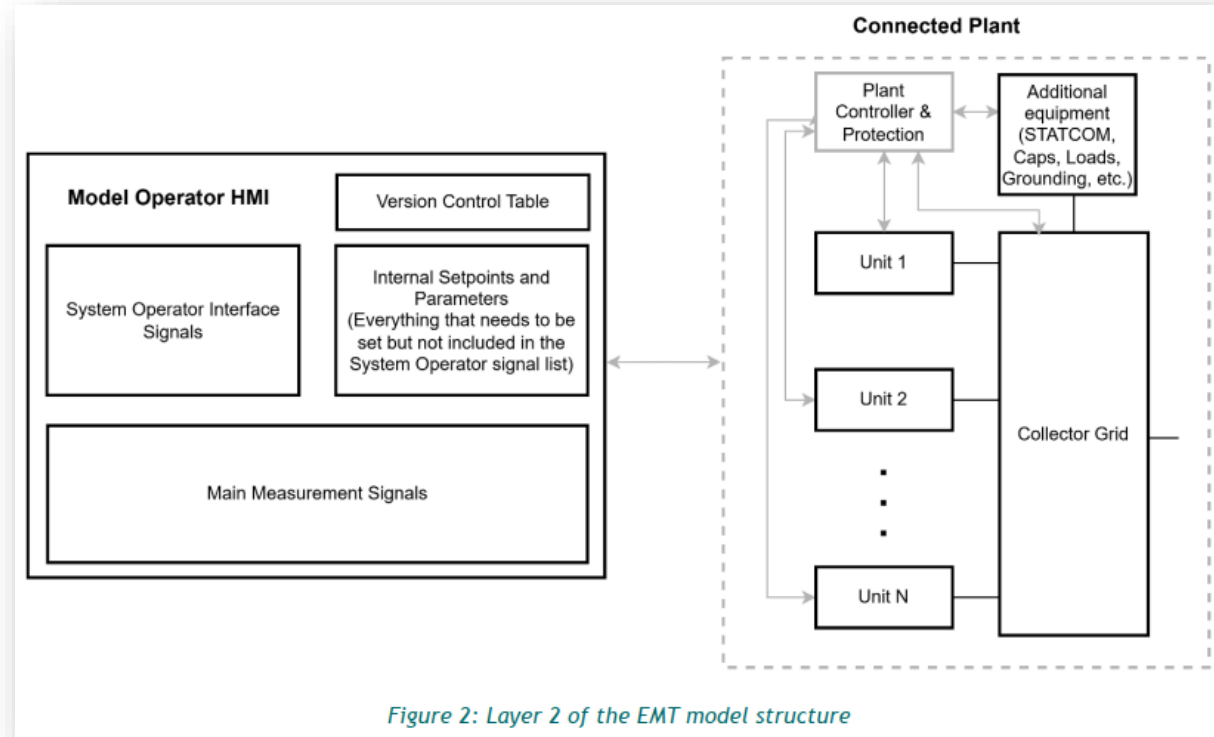 Connected Plant
Plant
Controller &
Protection
Additional
equipment
(STATCOM,
Caps, Loads,
Grounding, etc.)
Model Operator HMI
Version Control Table
System Operator Interface
Signals
Internal Setpoints and
Parameters
(Everything that needs to be
set but not included in the
System Operator signal list)
Main Measurement Signals
Unit 1
Unit 2
Unit N
Collector Grid
Figure 2: Layer 2 of the EMT model structure